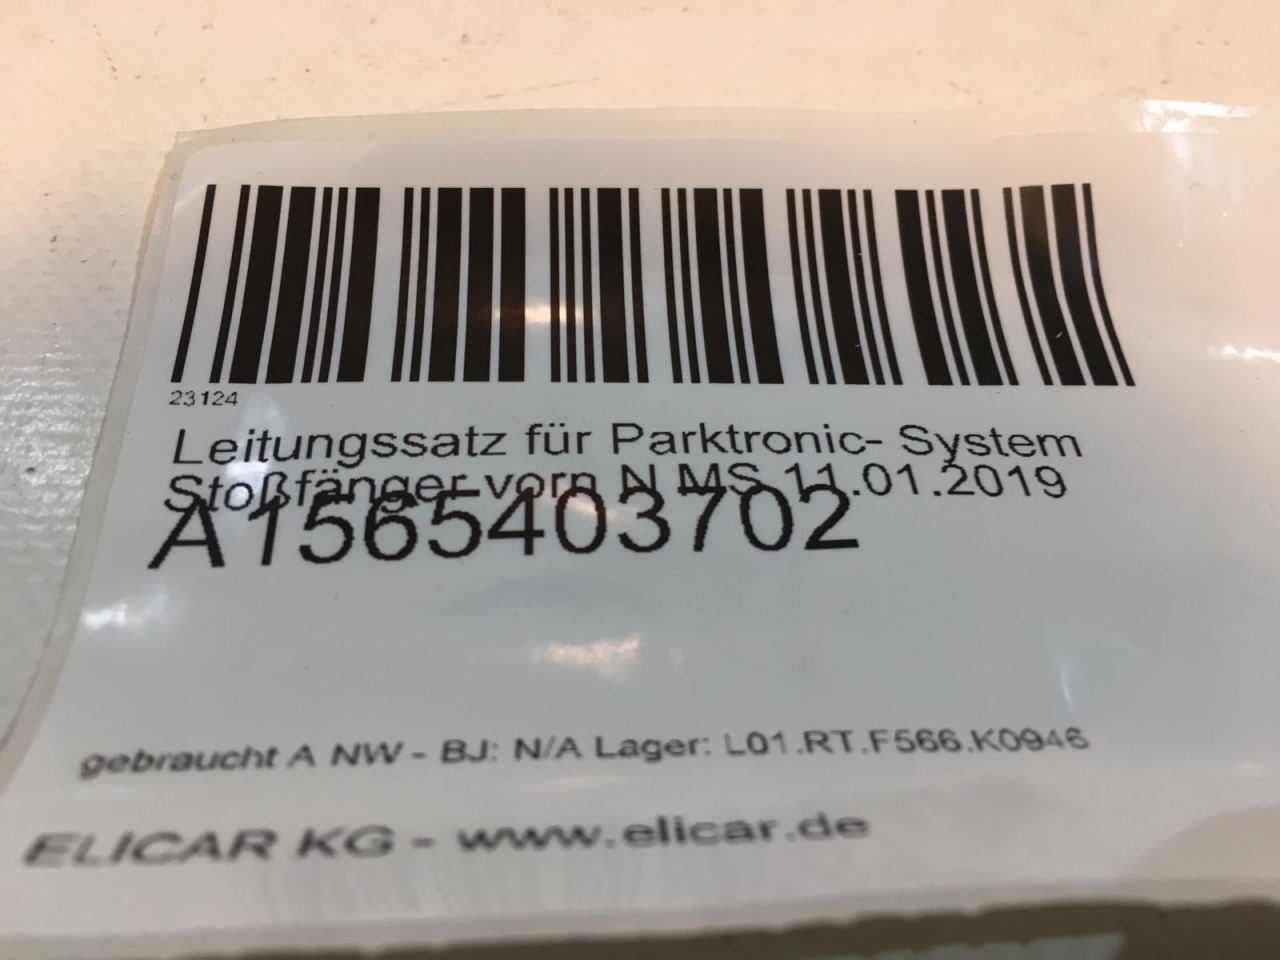 23124
Leitungssatz für Parktronic- System
Stoßfänger vorn N MS 11.01.2019
A1565403702
gebraucht A NW - BJ: N/A Lager: L01.RT.F566.K0946
ELICAR KG - www.elicar.de